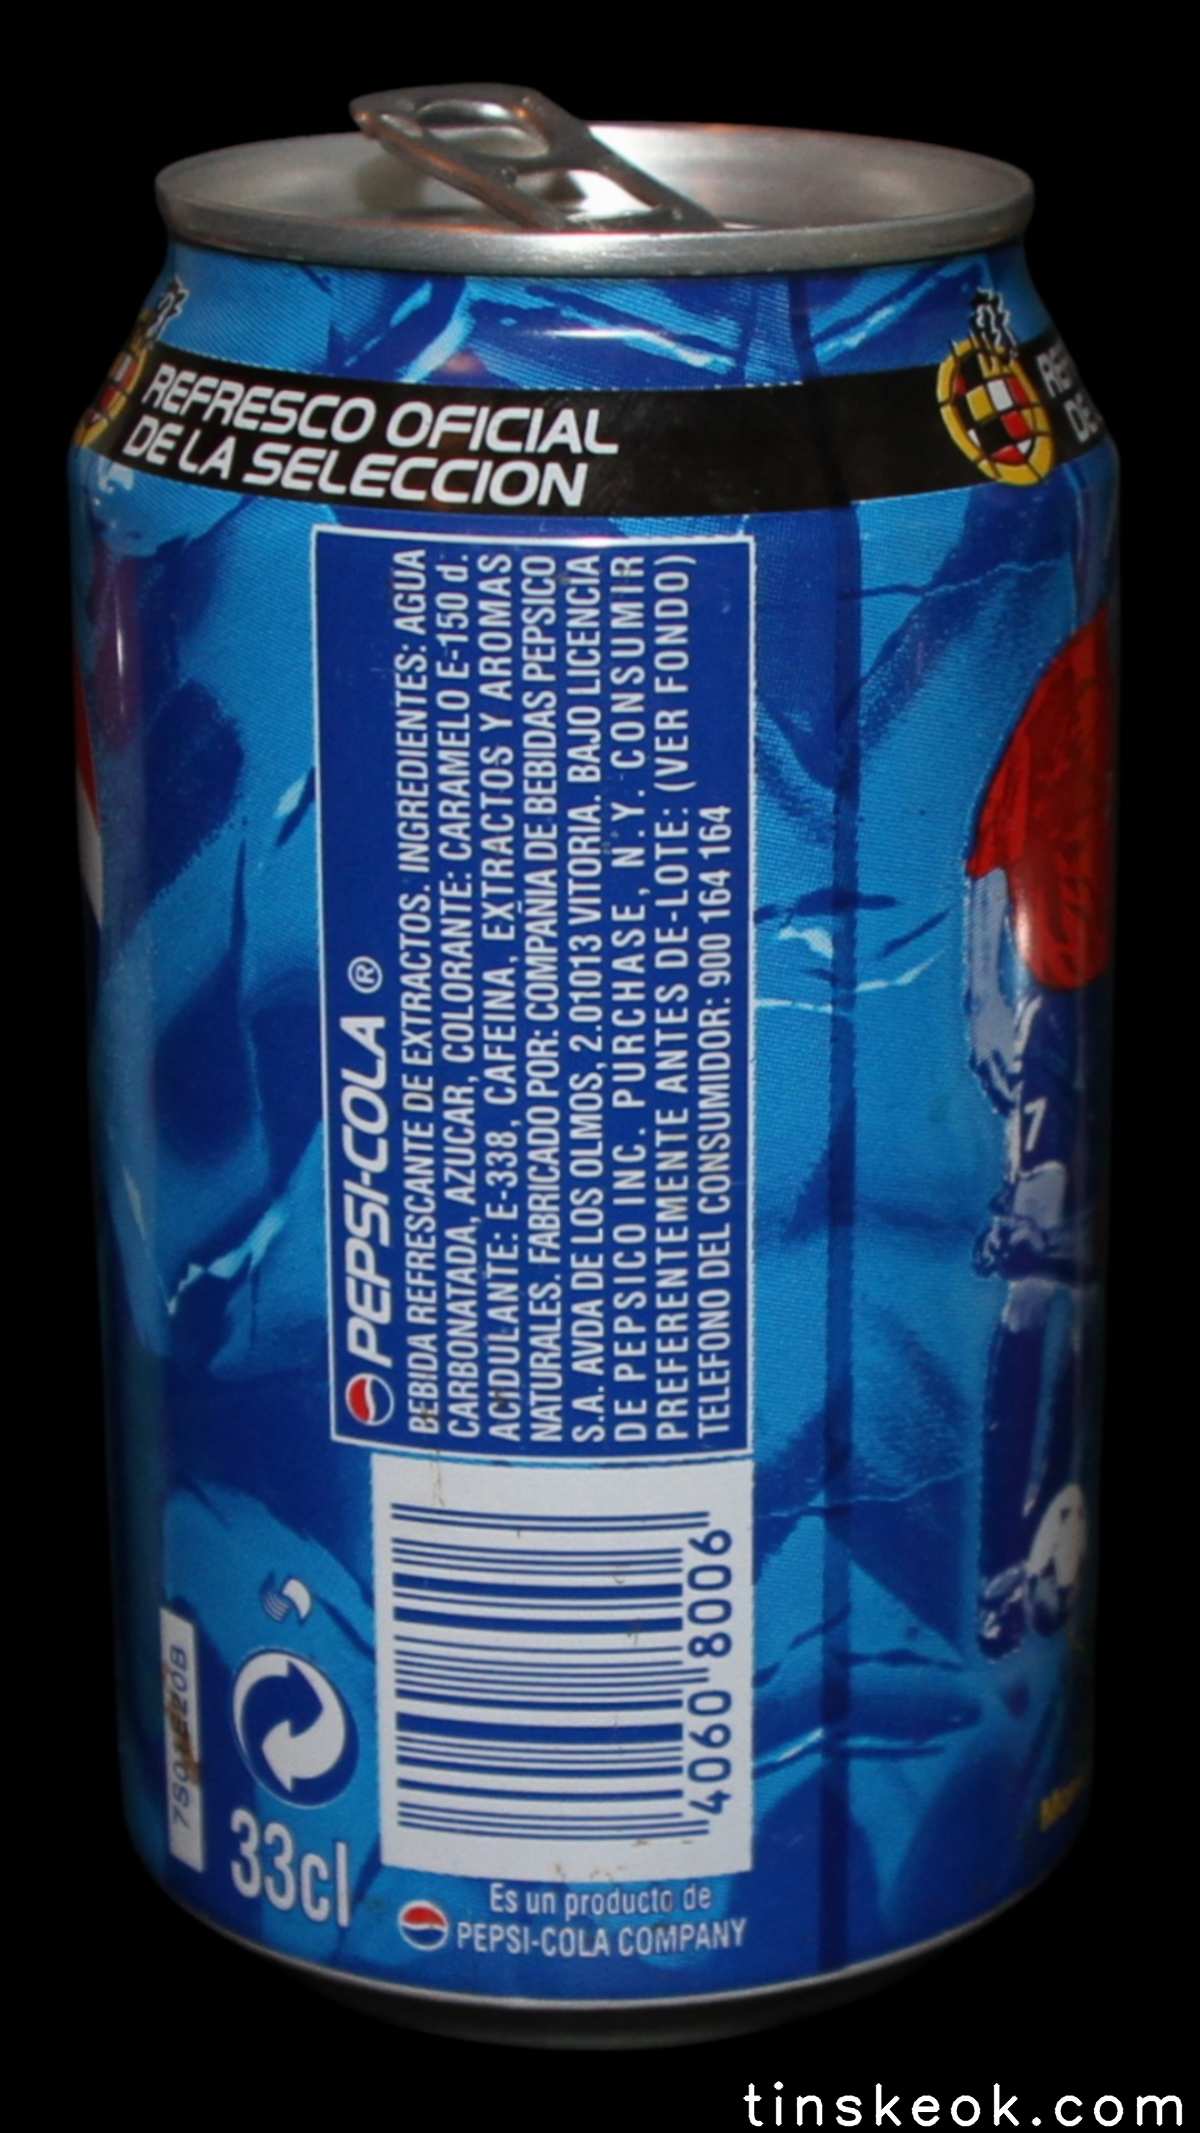 REFRESCO OFICIAL
DE LA SELECCION
PEPSI-COLA ®
BEBIDA REFRESCANTE DE EXTRACTOS. INGREDIENTES: AGUA
CARBONATADA, AZUCAR, COLORANTE: CARAMELO E-150 d.
ACIDULANTE: E-338, CAFEINA, EXTRACTOS Y AROMAS
NATURALES. FABRICADO POR: COMPAÑIA DE BEBIDAS PEPSICO
S.A. AVDA DE LOS OLMOS, 2.01013 VITORIA. BAJO LICENCIA
DE PEPSICO INC. PURCHASE, N.Y. CONSUMIR
PREFERENTEMENTE ANTES DE-LOTE: (VER FONDO)
TELEFONO DEL CONSUMIDOR: 900 164 164
4060 8006
33cl
Es un producto de
PEPSI-COLA COMPANY
7
tinskeok.com